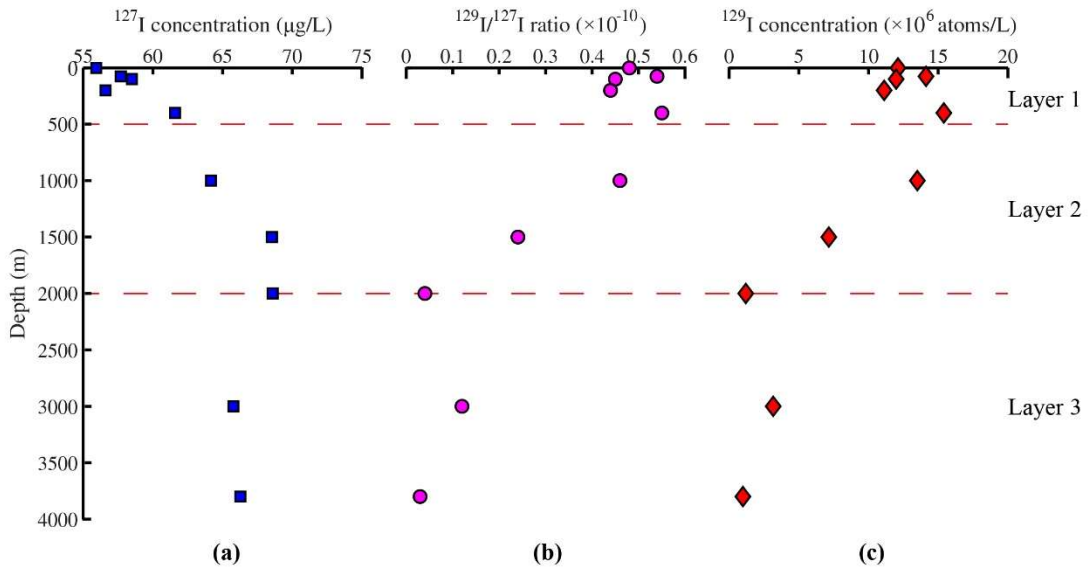 ¹²⁷I concentration (µg/L)
55 60 65 70 75
¹²⁹I/¹²⁷I ratio (×10⁻¹⁰)
0 0.1 0.2 0.3 0.4 0.5 0.6
¹²⁹I concentration (×10⁶ atoms/L)
0 5 10 15 20
Depth (m)
0
500
1000
1500
2000
2500
3000
3500
4000
Layer 1
Layer 2
Layer 3
(a) (b) (c)